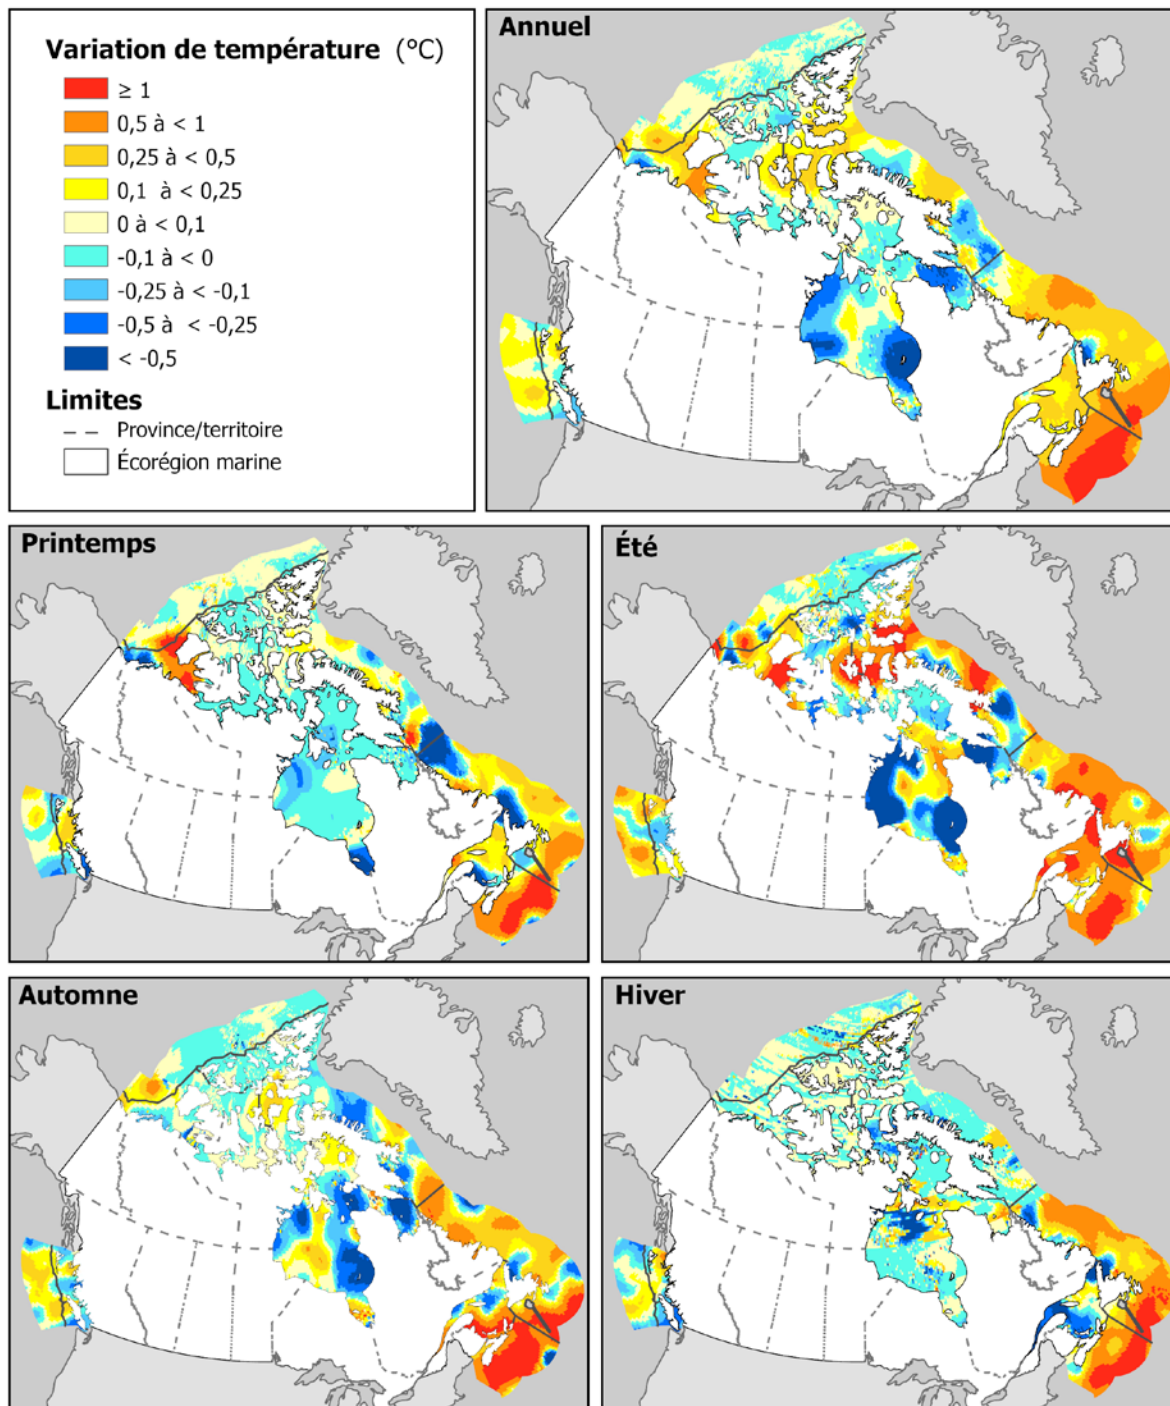 Variation de température (°C)
≥ 1
0,5 à < 1
0,25 à < 0,5
0,1 à < 0,25
0 à < 0,1
-0,1 à < 0
-0,25 à < -0,1
-0,5 à < -0,25
< -0,5
Limites
Province/territoire
Écorégion marine
Annuel
Printemps
Été
Automne
Hiver